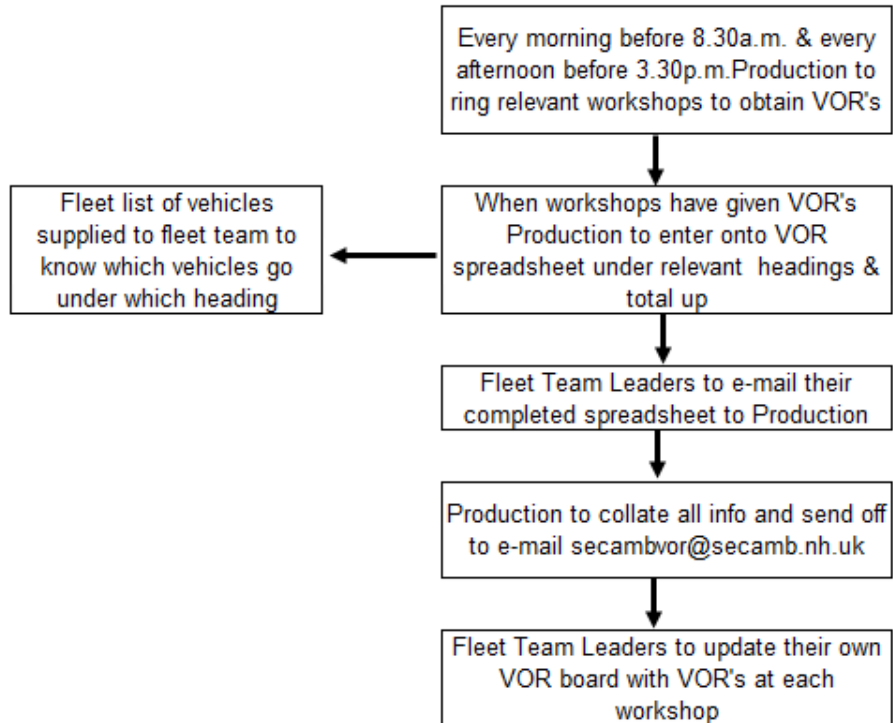 Every morning before 8.30a.m. & every
afternoon before 3.30p.m.Production to
ring relevant workshops to obtain VOR's
Fleet list of vehicles
supplied to fleet team to
know which vehicles go
under which heading
When workshops have given VOR's
Production to enter onto VOR
spreadsheet under relevant headings &
total up
Fleet Team Leaders to e-mail their
completed spreadsheet to Production
Production to collate all info and send off
to e-mail secambvor@secamb.nh.uk
Fleet Team Leaders to update their own
VOR board with VOR's at each
workshop